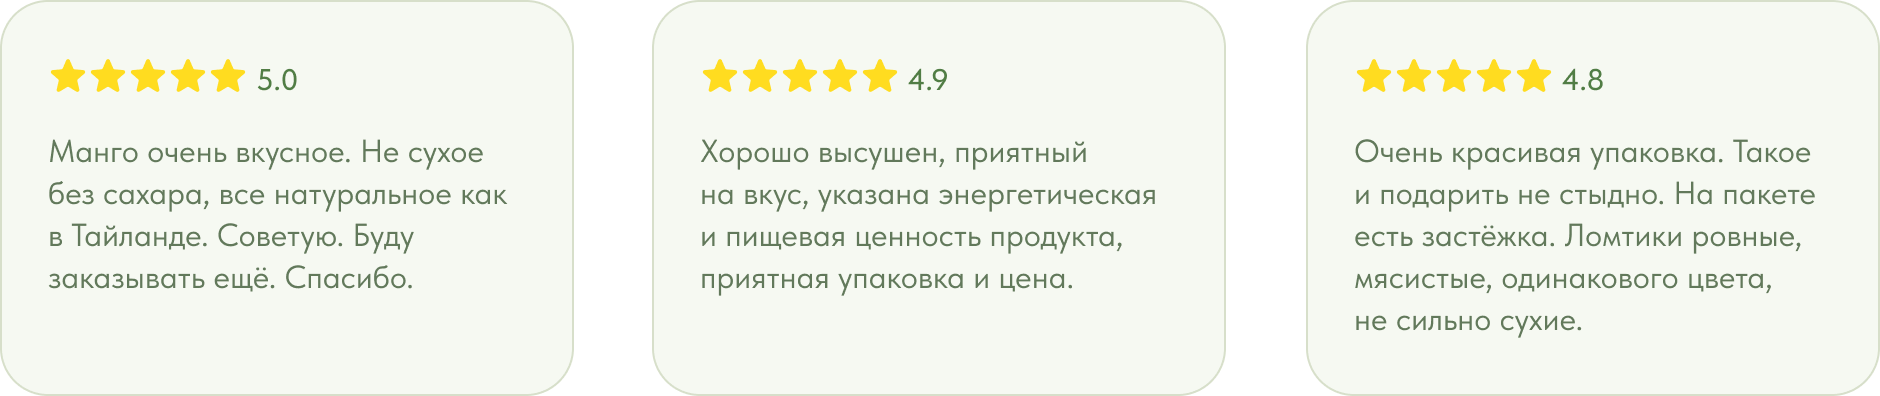 5.0
Манго очень вкусное. Не сухое
без сахара, все натуральное как
в Тайланде. Советую. Буду
заказывать ещё. Спасибо.
4.9
Хорошо высушен, приятный
на вкус, указана энергетическая
и пищевая ценность продукта,
приятная упаковка и цена.
4.8
Очень красивая упаковка. Такое
и подарить не стыдно. На пакете
есть застёжка. Ломтики ровные,
мясистые, одинакового цвета,
не сильно сухие.